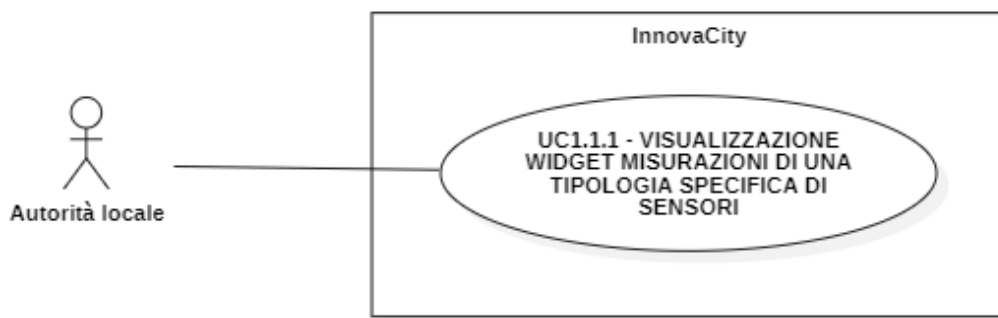 InnovaCity
UC1.1.1 - VISUALIZZAZIONE
WIDGET MISURAZIONI DI UNA
TIPOLOGIA SPECIFICA DI
SENSORI
Autorità locale